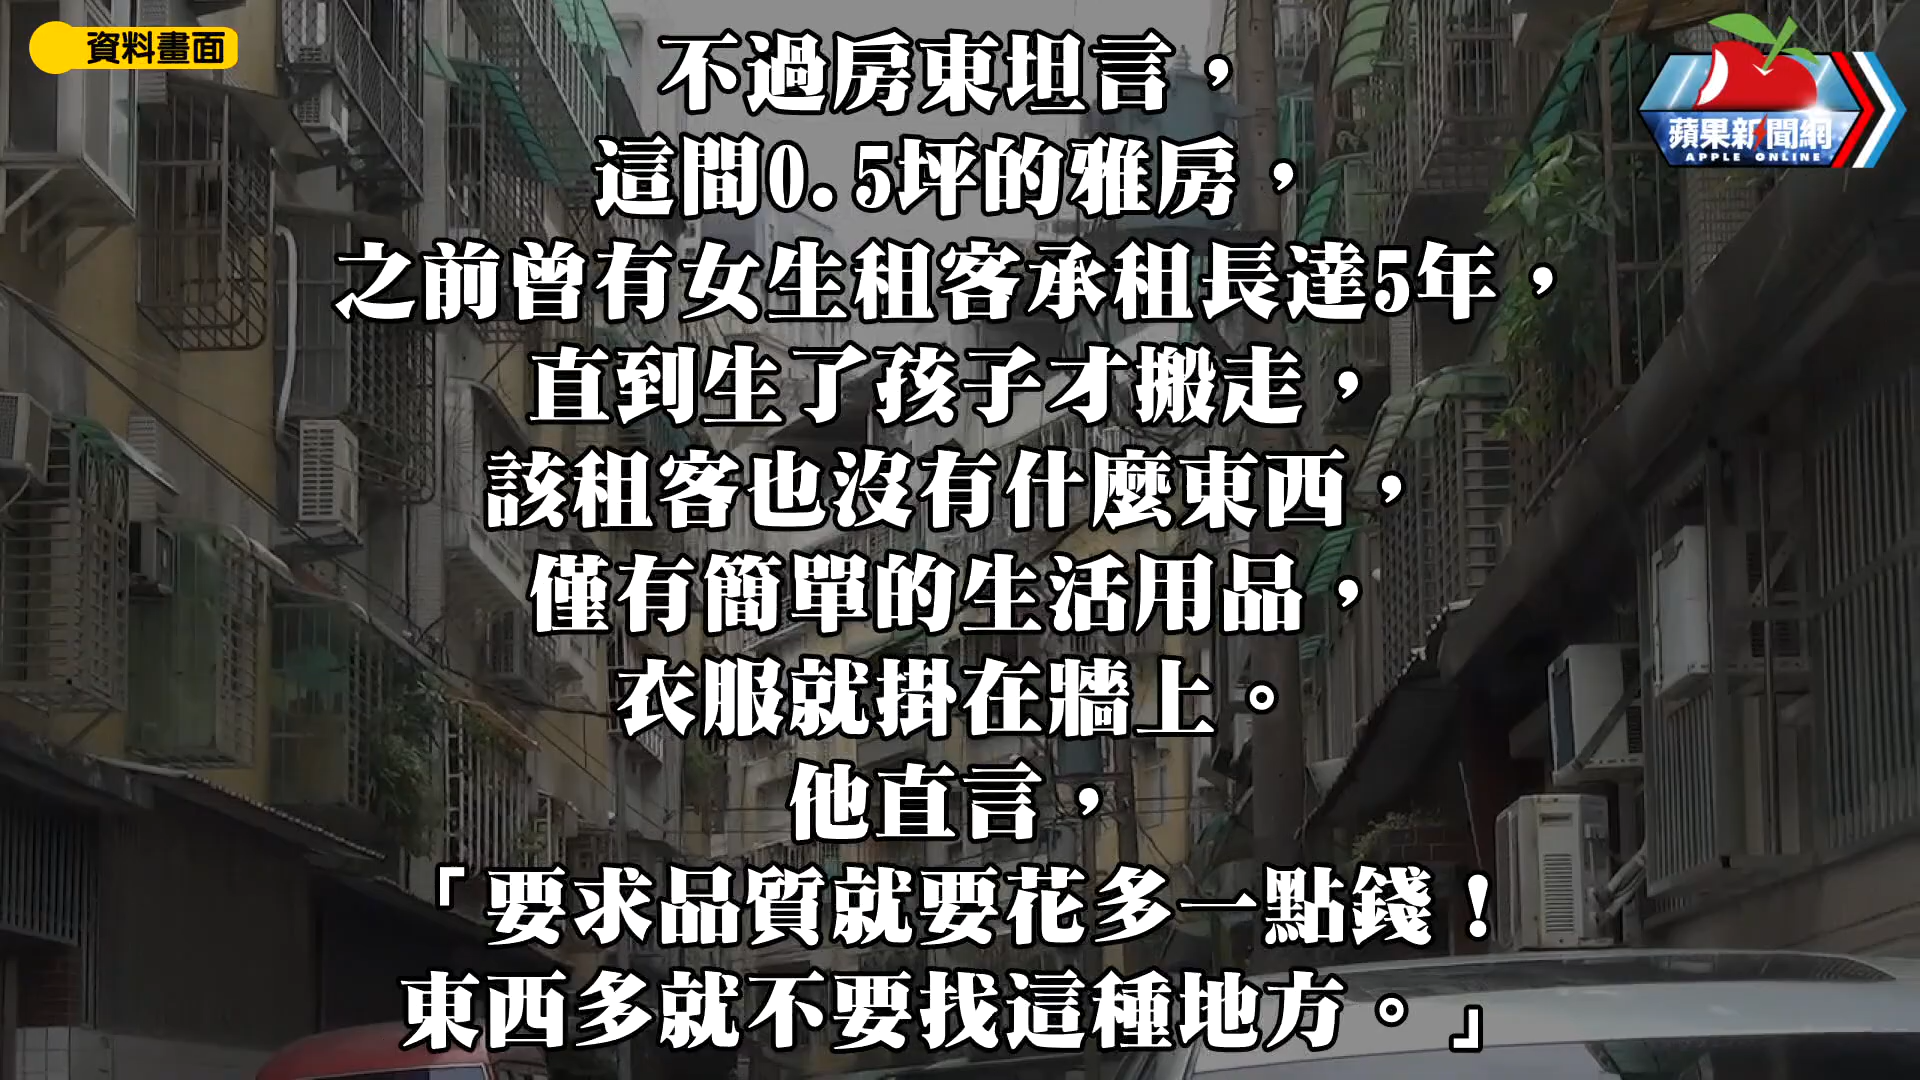 資料畫面
蘋果新聞網
APPLE ONLINE
不過房東坦言，
這間0.5坪的雅房，
之前曾有女生租客承租長達5年，
直到生了孩子才搬走，
該租客也沒有什麼東西，
僅有簡單的生活用品，
衣服就掛在牆上。
他直言，
「要求品質就要花多一點錢！
東西多就不要找這種地方。」